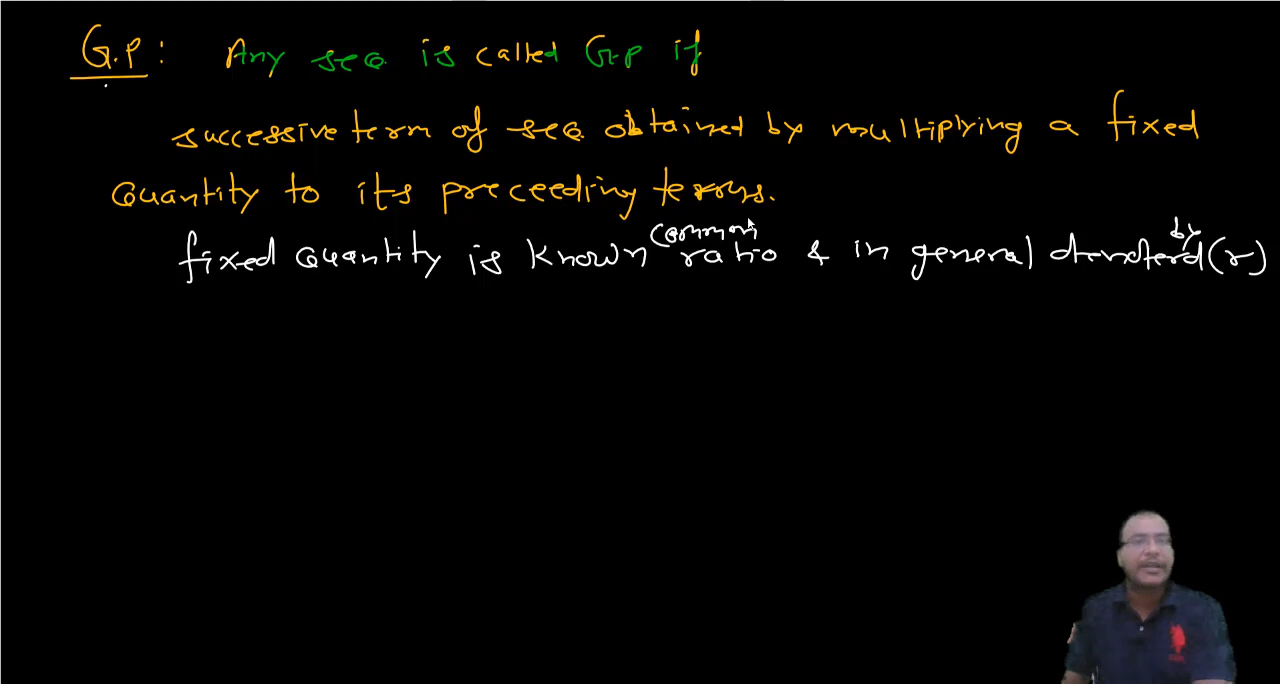 G.P : Any seq. is called G.P if
successive term of seq. obtained by multiplying a fixed
quantity to its preceeding terms.
fixed quantity is known common ratio & in general by (r)